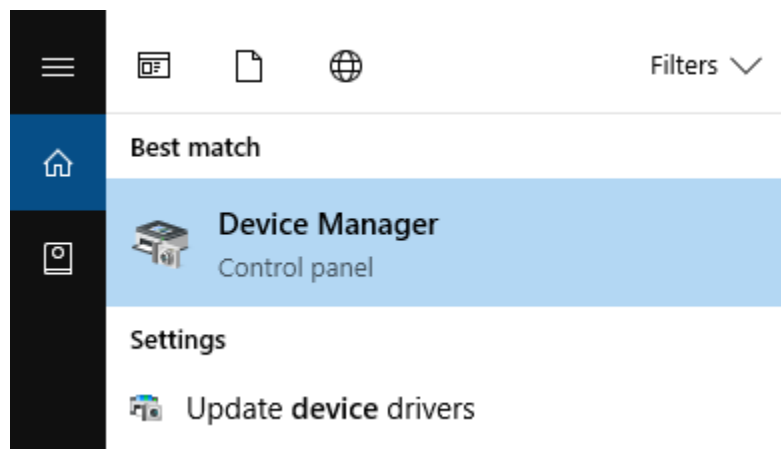 Filters
Best match
Device Manager
Control panel
Settings
Update device drivers